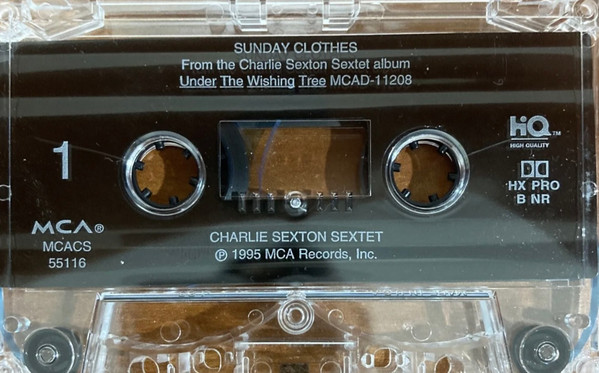 SUNDAY CLOTHES
From the Charlie Sexton Sextet album
Under The Wishing Tree MCAD-11208
1
HiQ™
HIGH QUALITY
HX PRO
B NR
MCA®
MCACS
55116
CHARLIE SEXTON SEXTET
℗ 1995 MCA Records, Inc.